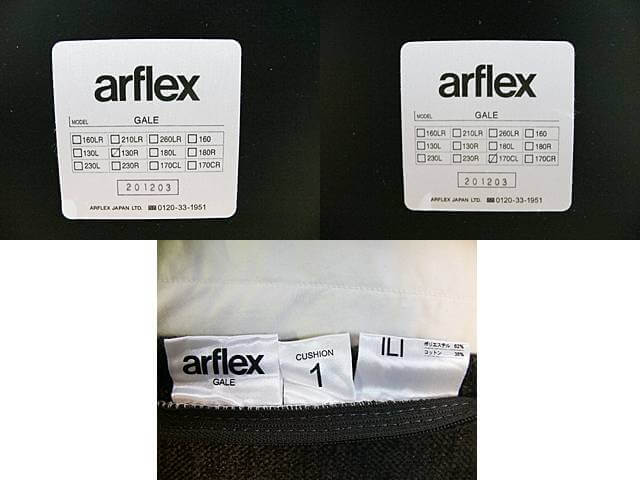 arflex
MODEL GALE
160LR 210LR 260LR 160
130L 130R 180L 180R
230L 230R 170CL 170CR
201203
ARFLEX JAPAN LTD. 0120-33-1951
arflex
MODEL GALE
160LR 210LR 260LR 160
130L 130R 180L 180R
230L 230R 170CL 170CR
201203
ARFLEX JAPAN LTD. 0120-33-1951
arflex
GALE
CUSHION
1
ILI
ポリエステル 62%
コットン 38%